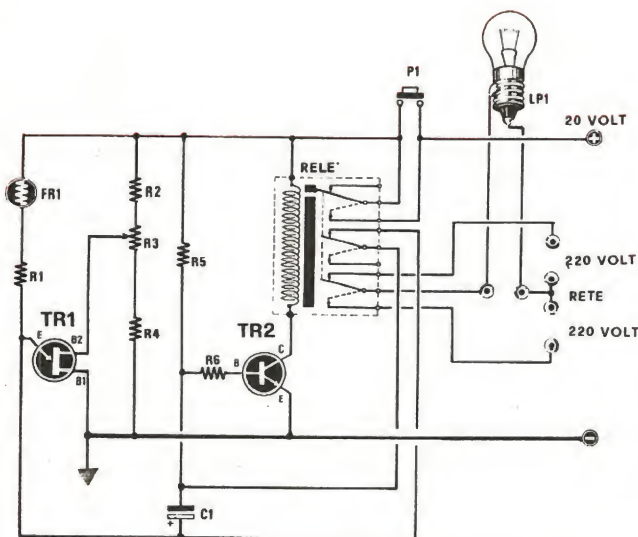 P1
LP1
20 VOLT
+
RELE'
FR1
R2
R3
R1
R5
220 VOLT
RETE
TR1
E
B2
B1
R4
TR2
R6
B
C
E
220 VOLT
-
C1
+